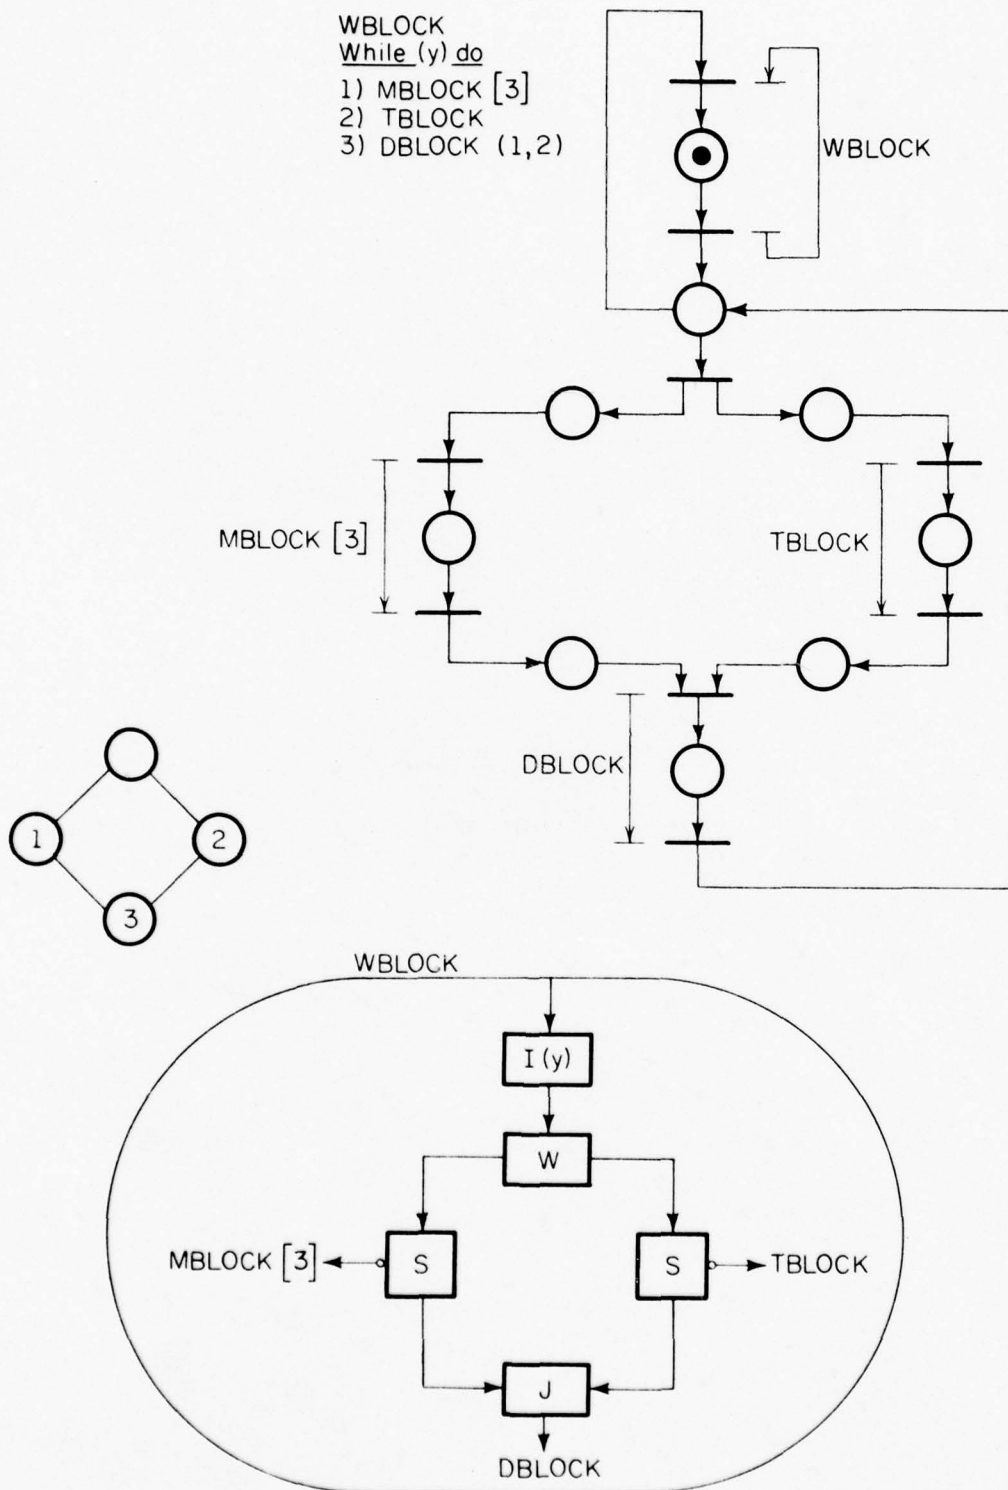 WBLOCK
While (y) do
1) MBLOCK [3]
2) TBLOCK
3) DBLOCK (1,2)
WBLOCK
MBLOCK [3]
TBLOCK
DBLOCK
1
2
3
WBLOCK
I (y)
W
MBLOCK [3]
S
S
TBLOCK
J
DBLOCK